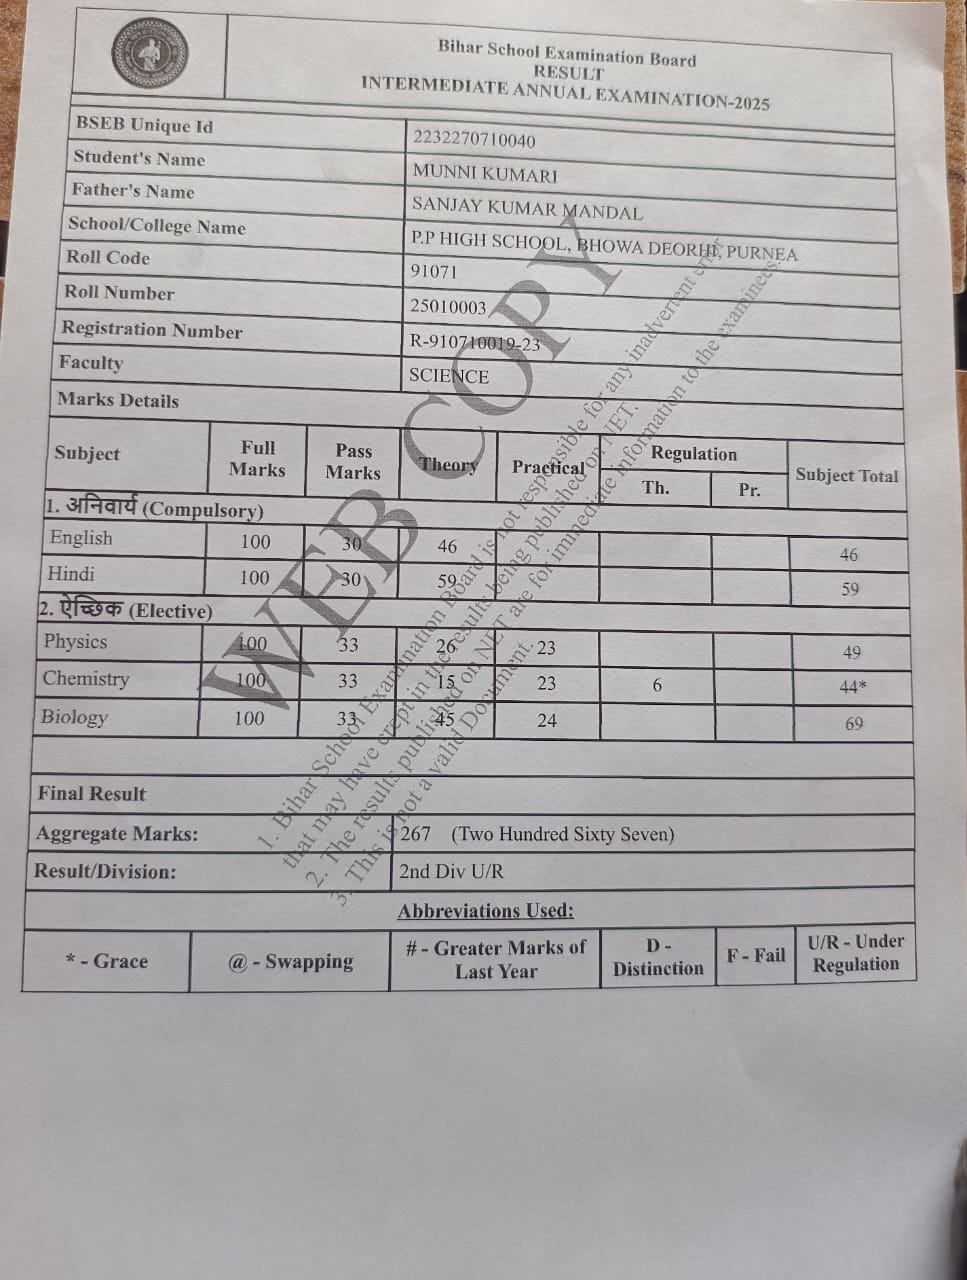 Bihar School Examination Board
RESULT
INTERMEDIATE ANNUAL EXAMINATION-2025
BSEB Unique Id 2232270710040
Student's Name MUNNI KUMARI
Father's Name SANJAY KUMAR MANDAL
School/College Name P.P HIGH SCHOOL, BHOWA DEORHI, PURNEA
Roll Code 91071
Roll Number 25010003
Registration Number R-910710019-23
Faculty SCIENCE
Marks Details
Subject Full Marks Pass Marks Theory Practical Regulation Th. Pr. Subject Total
1. अनिवार्य (Compulsory)
English 100 30 46 46
Hindi 100 30 59 59
2. ऐच्छिक (Elective)
Physics 100 33 26 23 49
Chemistry 100 33 15 23 6 44*
Biology 100 33 45 24 69
Final Result
Aggregate Marks: 267 (Two Hundred Sixty Seven)
Result/Division: 2nd Div U/R
Abbreviations Used:
* - Grace @ - Swapping # - Greater Marks of Last Year D - Distinction F - Fail U/R - Under Regulation
WEB COPY
1. Bihar School Examination Board is not responsible for any inadvertent error
that may have crept in the results being published on NET.
2. The results published on NET are for immediate information to the examinees.
3. This is not a valid Document.